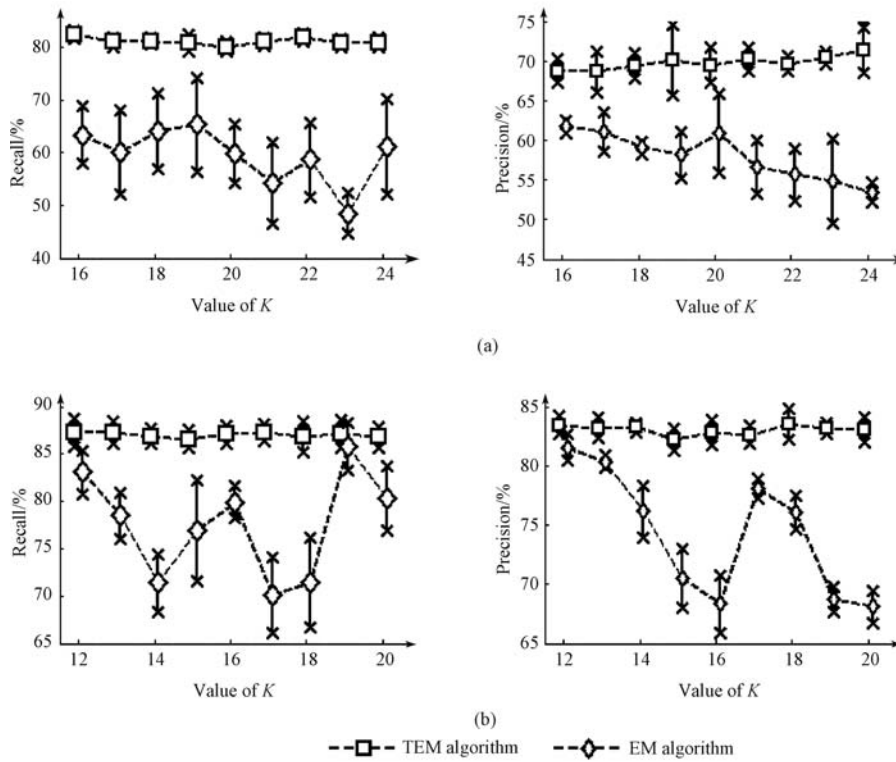 80
70
60
50
40
Recall/%
16 18 20 22 24
Value of K
75
70
65
60
55
50
45
Precision/%
16 18 20 22 24
Value of K
(a)
90
85
80
75
70
65
Recall/%
12 14 16 18 20
Value of K
85
80
75
70
65
Precision/%
12 14 16 18 20
Value of K
(b)
TEM algorithm
EM algorithm